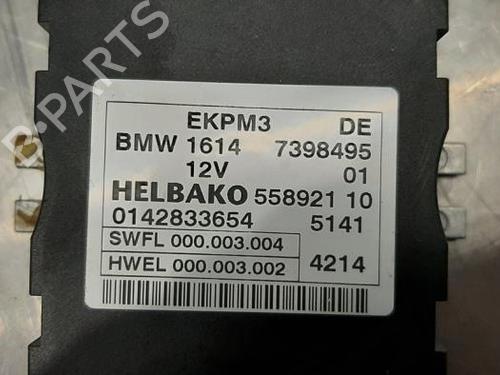 EKPM3 DE
BMW 1614 7398495
12V 01
HELBAKO 558921 10
0142833654 5141
SWFL 000.003.004
HWEL 000.003.002 4214
B-PARTS